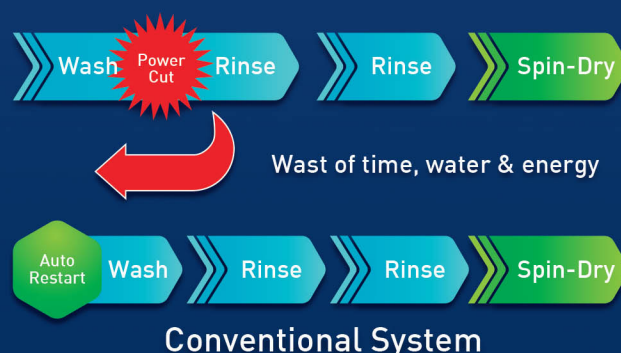 Wash Power Cut Rinse Rinse Spin-Dry
Wast of time, water & energy
Auto Restart Wash Rinse Rinse Spin-Dry
Conventional System